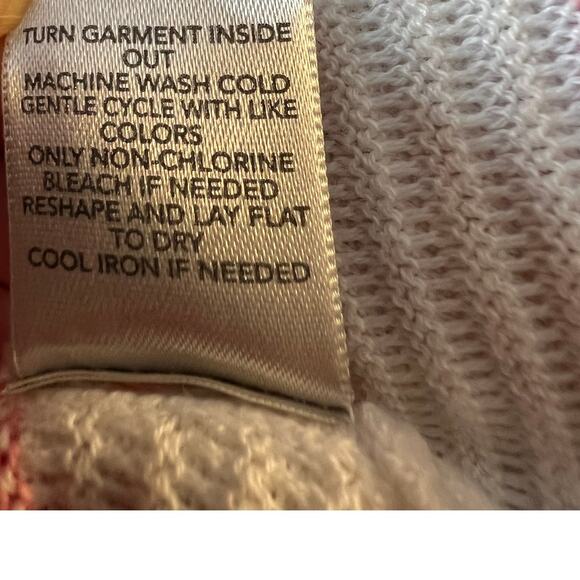 TURN GARMENT INSIDE
OUT
MACHINE WASH COLD
GENTLE CYCLE WITH LIKE
COLORS
ONLY NON-CHLORINE
BLEACH IF NEEDED
RESHAPE AND LAY FLAT
TO DRY
COOL IRON IF NEEDED